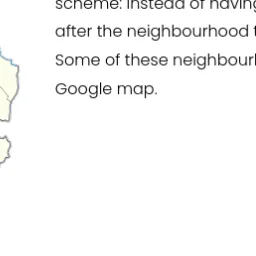 scheme: instead of having
after the neighbourhood t
Some of these neighbourh
Google map.